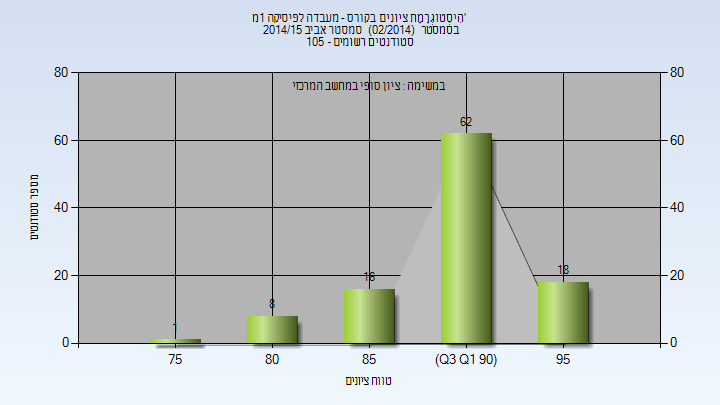 היסטוגרמת ציונים בקורס - מעבדה לפיסיקה 1מ'
בסמסטר (02/2014) סמסטר אביב 2014/15
סטודנטים רשומים - 105
במשימה : ציון סופי במחשב המרכזי
80 80
60 60
40 40
20 20
0 0
מספר סטודנטים
1 8 16 62 18
75 80 85 (Q3 Q1 90) 95
טווח ציונים